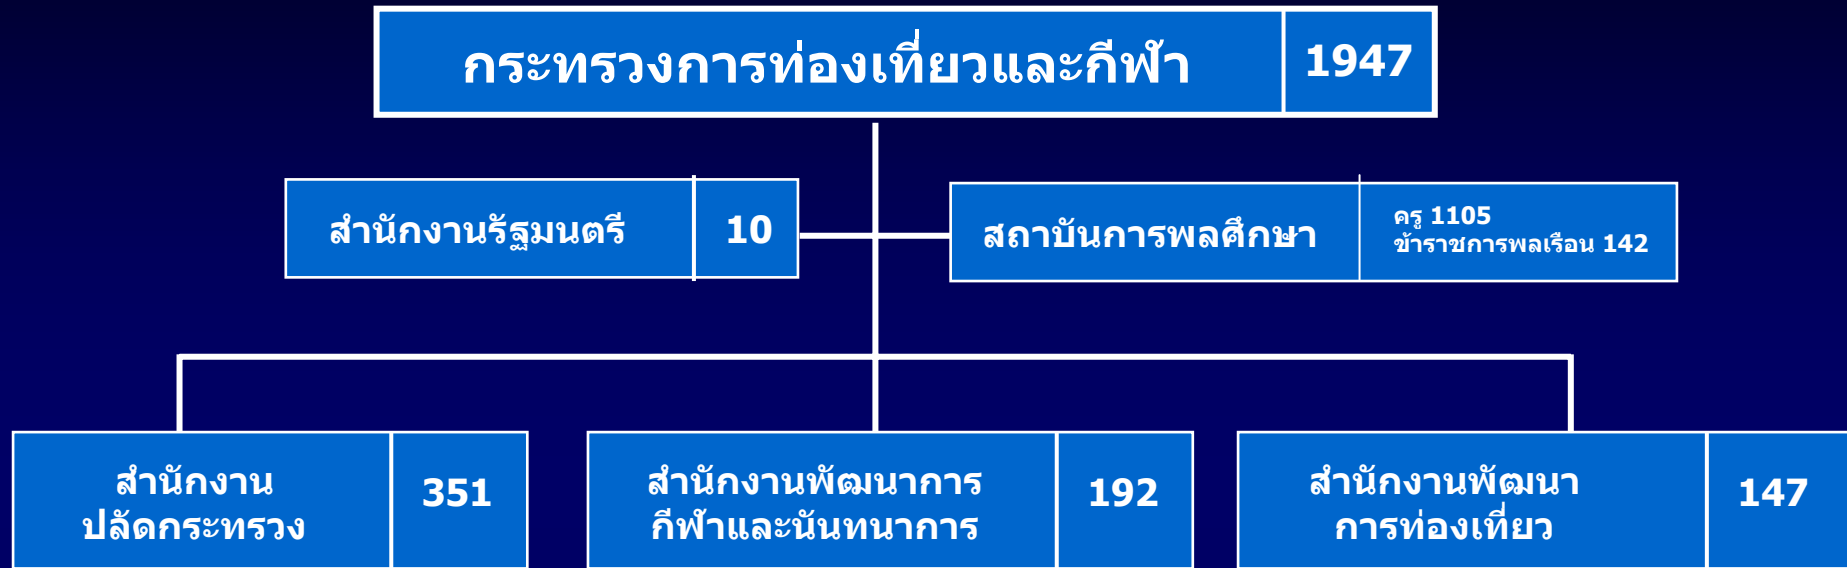 กระทรวงการท่องเที่ยวและกีฬา 1947
สำนักงานรัฐมนตรี 10
สถาบันการพลศึกษา
ครู 1105
ข้าราชการพลเรือน 142
สำนักงาน
ปลัดกระทรวง
351
สำนักงานพัฒนาการ
กีฬาและนันทนาการ
192
สำนักงานพัฒนา
การท่องเที่ยว
147